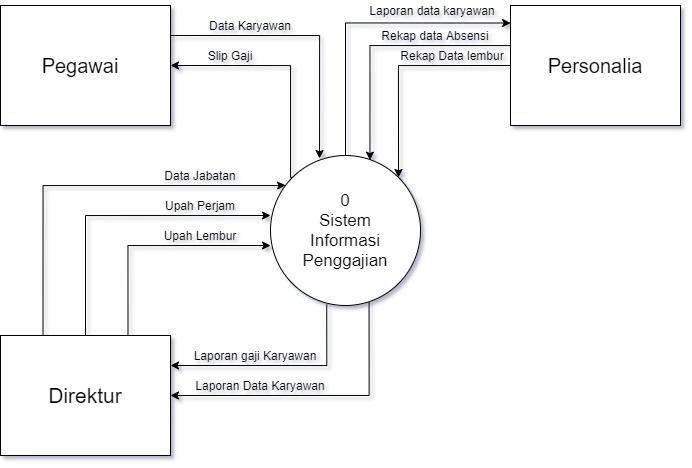 Laporan data karyawan
Data Karyawan
Rekap data Absensi
Slip Gaji
Rekap Data lembur
Pegawai
Personalia
Data Jabatan
Upah Perjam
Upah Lembur
0
Sistem
Informasi
Penggajian
Laporan gaji Karyawan
Laporan Data Karyawan
Direktur